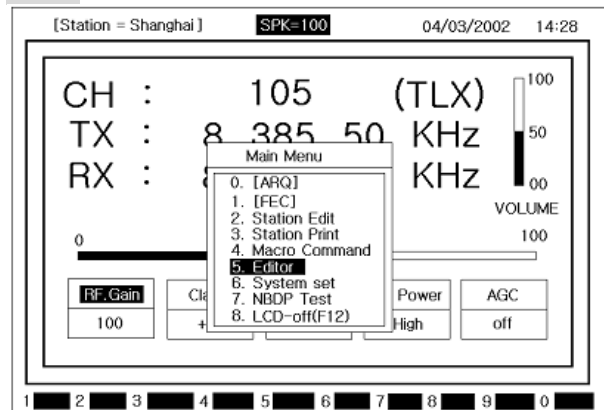 [Station = Shanghai] SPK=100 04/03/2002 14:28
CH : 105 (TLX)
TX : 8 385 50 KHz
RX : KHz
100
50
00
VOLUME
Main Menu
0. [ARQ]
1. [FEC]
2. Station Edit
3. Station Print
4. Macro Command
5. Editor
6. System set
7. NBDP Test
8. LCD-off(F12)
0 100
RF.Gain Power AGC
100 High off
1 2 3 4 5 6 7 8 9 0